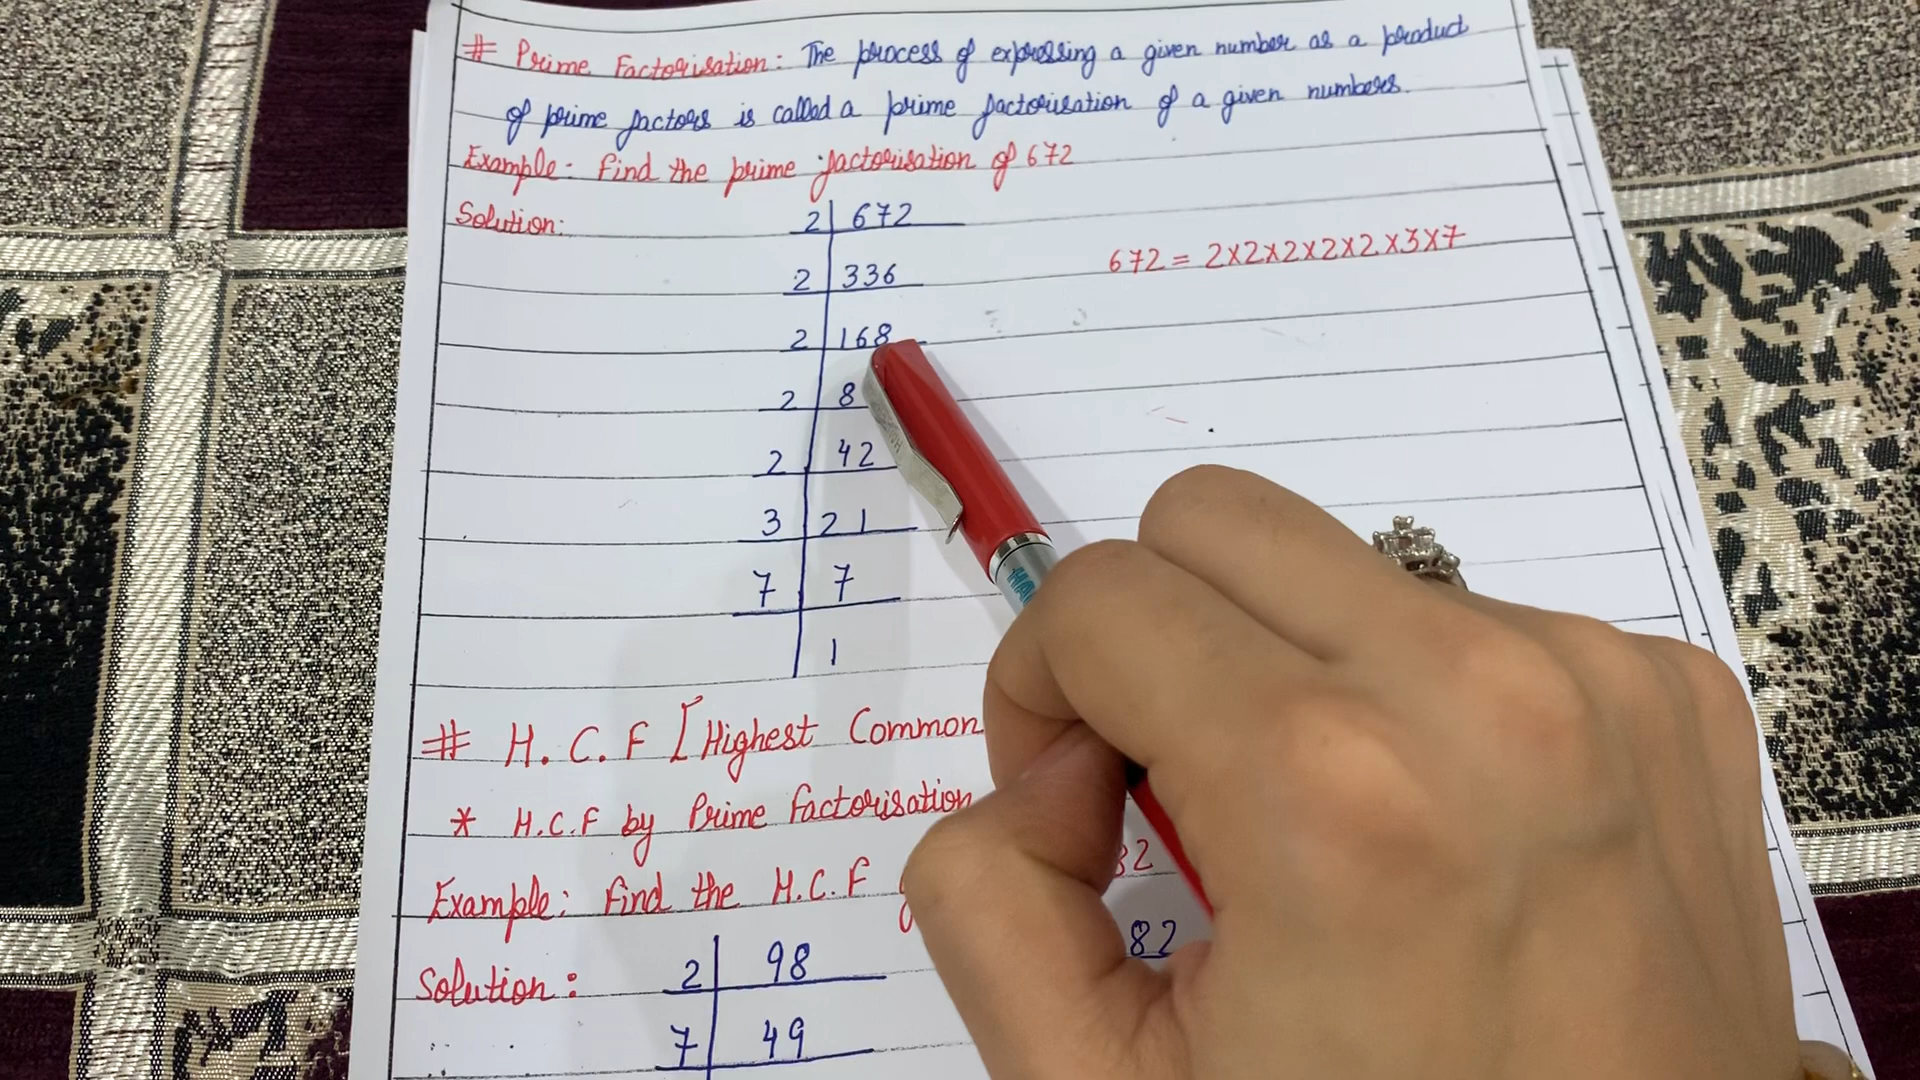 # Prime Factorisation: The process of expressing a given number as a product
of prime factors is called a prime factorisation of a given numbers.
Example- Find the prime factorisation of 672
Solution:
2 672
2 336
2 168
2 8
2 42
3 21
7 7
1
672 = 2x2x2x2x2x3x7
# H.C.F [Highest Common
* H.C.F by Prime Factorisation
Example: Find the H.C.F
Solution:
2 98
7 49
82